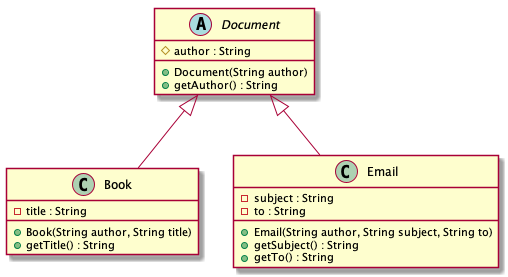 A Document
author : String
Document(String author)
getAuthor() : String
C Book
title : String
Book(String author, String title)
getTitle() : String
C Email
subject : String
to : String
Email(String author, String subject, String to)
getSubject() : String
getTo() : String